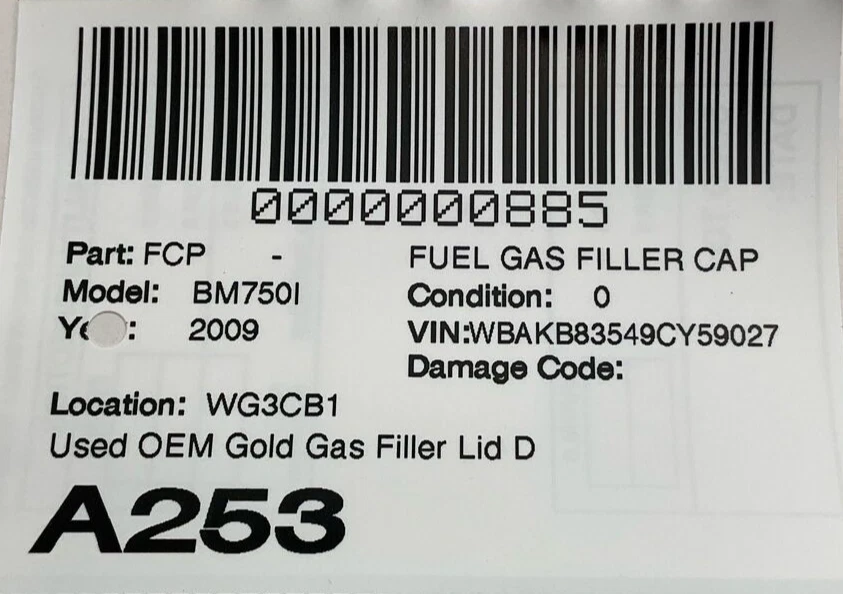 0000000885
Part: FCP - FUEL GAS FILLER CAP
Model: BM750I Condition: 0
2009 VIN:WBAKB83549CY59027
Damage Code:
Location: WG3CB1
Used OEM Gold Gas Filler Lid D
A253